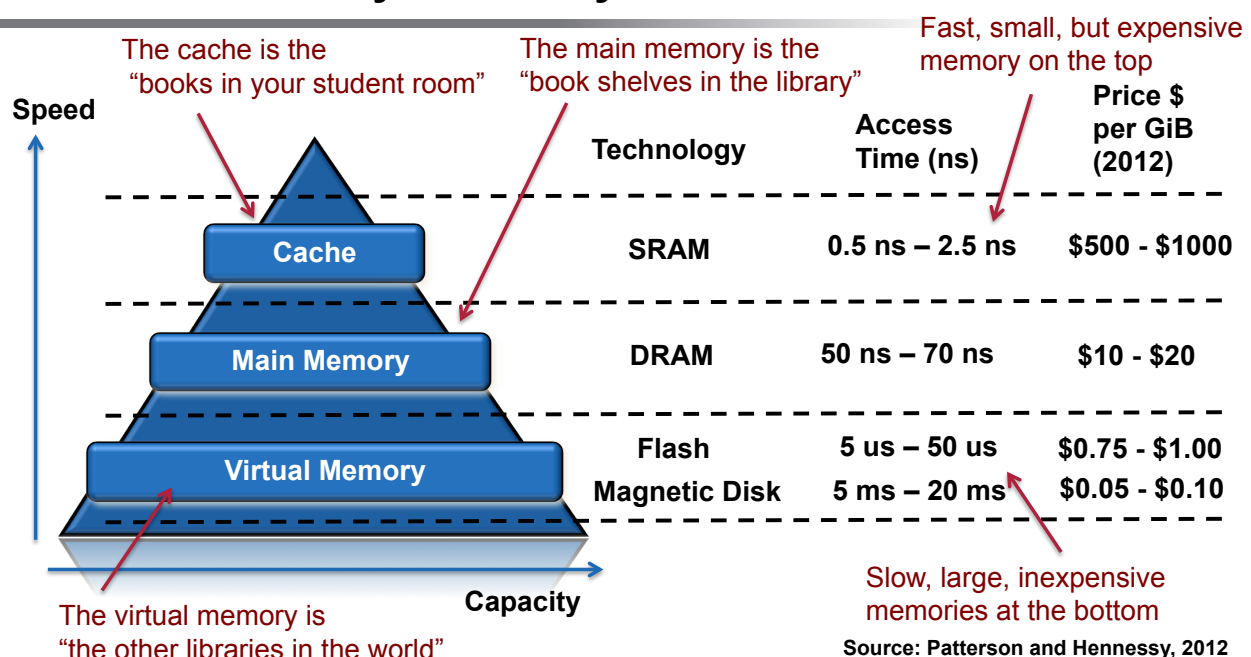 The cache is the
“books in your student room”
The main memory is the
“book shelves in the library”
Fast, small, but expensive
memory on the top
Speed
Technology
Access
Time (ns)
Price $
per GiB
(2012)
Cache
SRAM
0.5 ns – 2.5 ns
$500 - $1000
Main Memory
DRAM
50 ns – 70 ns
$10 - $20
Virtual Memory
Flash
5 us – 50 us
$0.75 - $1.00
Magnetic Disk
5 ms – 20 ms
$0.05 - $0.10
Capacity
The virtual memory is
“the other libraries in the world”
Slow, large, inexpensive
memories at the bottom
Source: Patterson and Hennessy, 2012